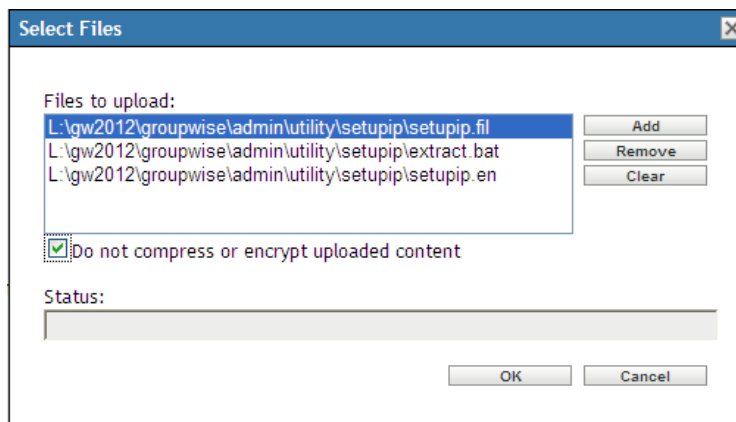 Select Files
Files to upload:
L:\gw2012\groupwise\admin\utility\setupip\setupip.fil
L:\gw2012\groupwise\admin\utility\setupip\extract.bat
L:\gw2012\groupwise\admin\utility\setupip\setupip.en
Add
Remove
Clear
Do not compress or encrypt uploaded content
Status:
OK
Cancel